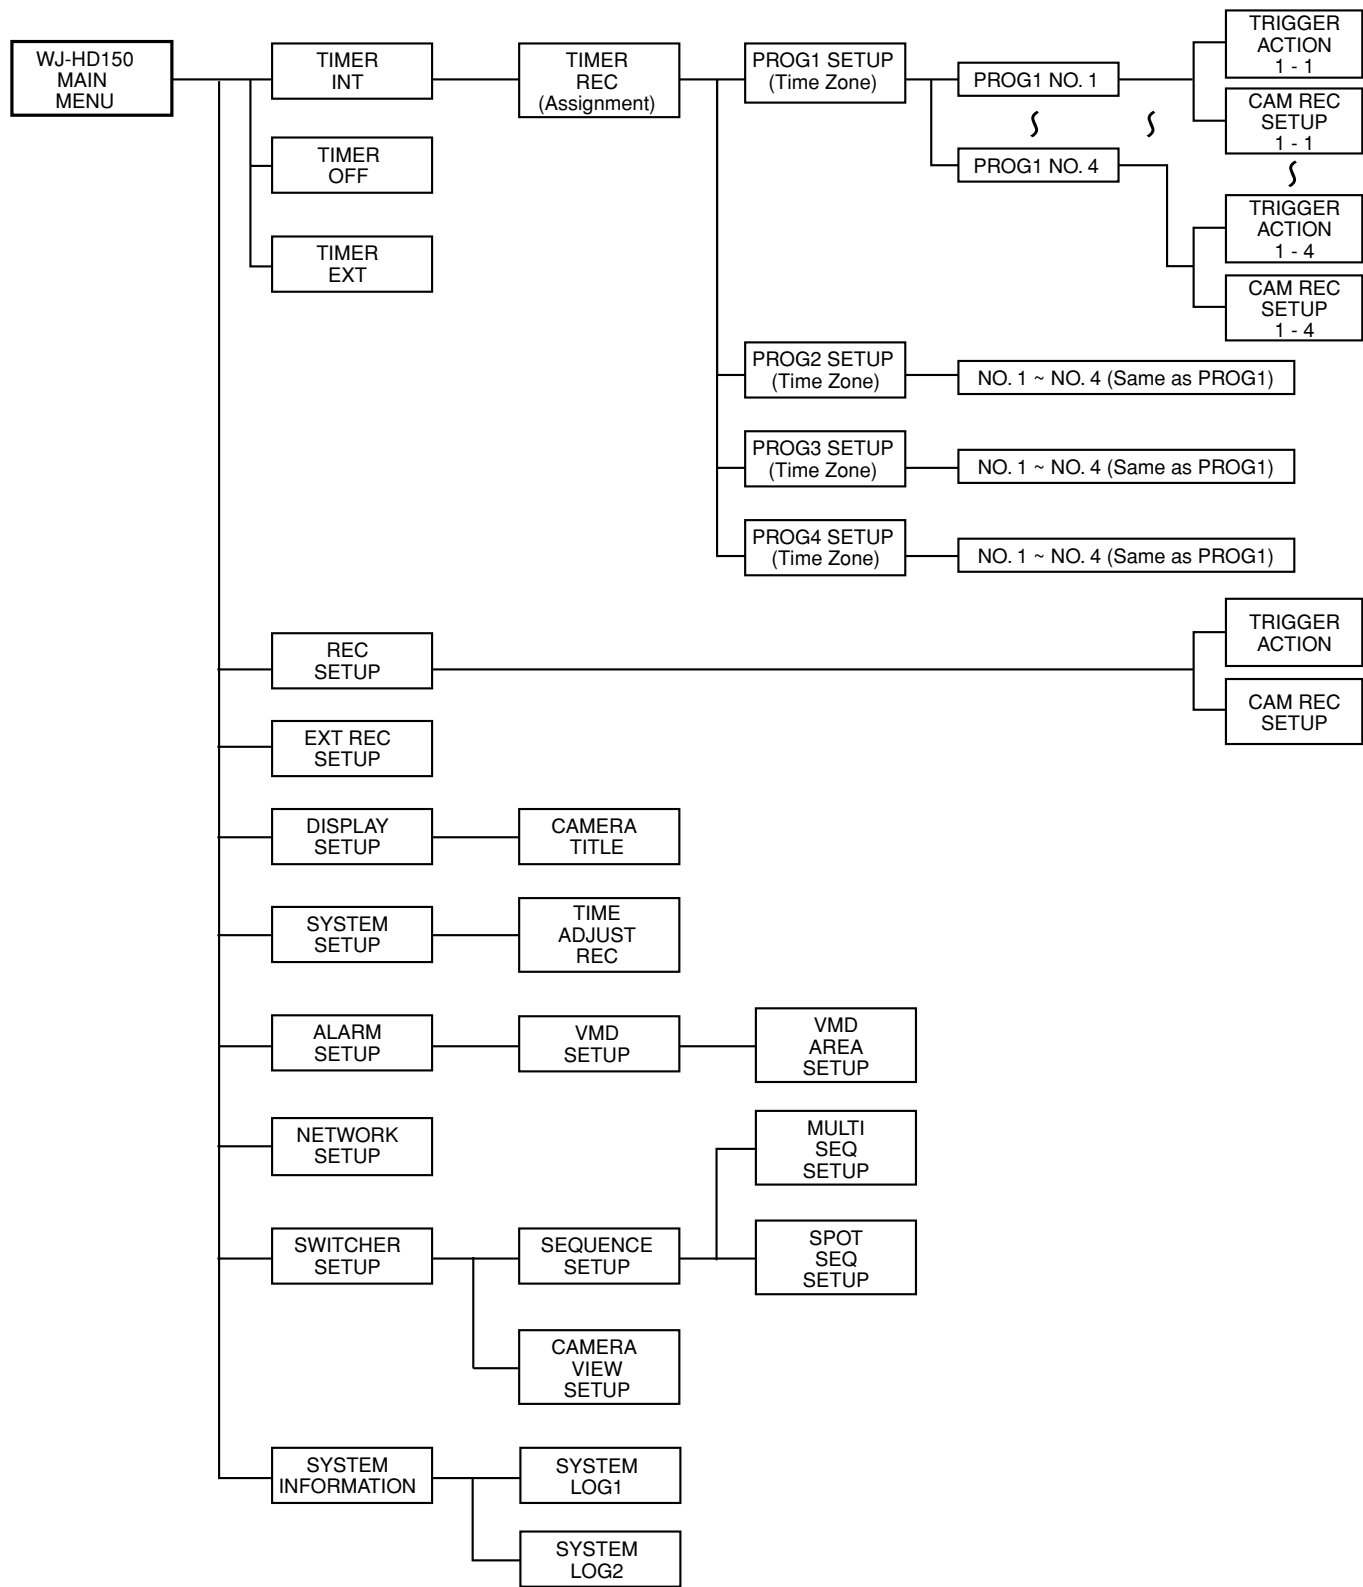 WJ-HD150
MAIN
MENU
TIMER
INT
TIMER
REC
(Assignment)
PROG1 SETUP
(Time Zone)
PROG1 NO. 1
TRIGGER
ACTION
1 - 1
CAM REC
SETUP
1 - 1
TIMER
OFF
PROG1 NO. 4
TRIGGER
ACTION
1 - 4
CAM REC
SETUP
1 - 4
TIMER
EXT
PROG2 SETUP
(Time Zone)
NO. 1 ~ NO. 4 (Same as PROG1)
PROG3 SETUP
(Time Zone)
NO. 1 ~ NO. 4 (Same as PROG1)
PROG4 SETUP
(Time Zone)
NO. 1 ~ NO. 4 (Same as PROG1)
REC
SETUP
TRIGGER
ACTION
CAM REC
SETUP
EXT REC
SETUP
DISPLAY
SETUP
CAMERA
TITLE
SYSTEM
SETUP
TIME
ADJUST
REC
ALARM
SETUP
VMD
SETUP
VMD
AREA
SETUP
NETWORK
SETUP
SWITCHER
SETUP
SEQUENCE
SETUP
MULTI
SEQ
SETUP
SPOT
SEQ
SETUP
CAMERA
VIEW
SETUP
SYSTEM
INFORMATION
SYSTEM
LOG1
SYSTEM
LOG2